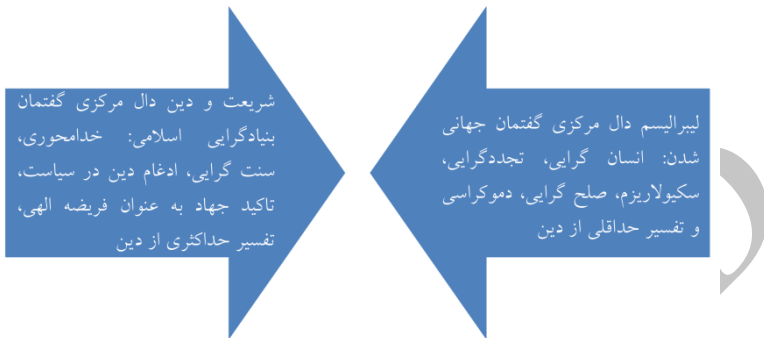 لیبرالیسم دال مرکزی گفتمان جهانی
شدن: انسان گرایی، تجددگرایی،
سکیولاریزم، صلح گرایی، دموکراسی
و تفسیر حداقلی از دین
شریعت و دین دال مرکزی گفتمان
بنیادگرایی اسلامی: خدامحوری،
سنت گرایی، ادغام دین در سیاست،
تاکید جهاد به عنوان فریضه الهی،
تفسیر حداکثری از دین